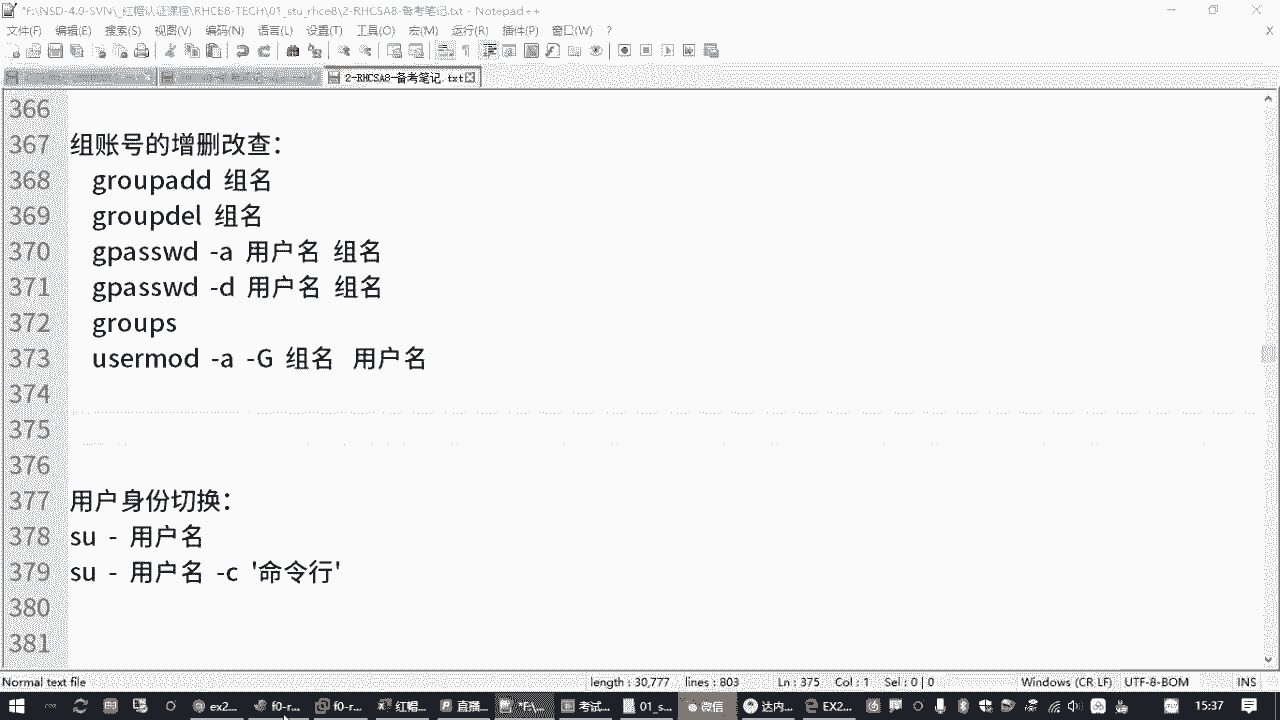 *F:\NSD-4.0-SVN\_红帽认证课程\RHCE8-TECH\01_stu_rhce8\2-RHCSA8-备考笔记.txt - Notepad++
文件(F) 编辑(E) 搜索(S) 视图(V) 编码(N) 语言(L) 设置(T) 工具(O) 宏(M) 运行(R) 插件(P) 窗口(W) ? X
2-RHCSA8-备考笔记.txt
366
367 组账号的增删改查：
368 groupadd 组名
369 groupdel 组名
370 gpasswd -a 用户名 组名
371 gpasswd -d 用户名 组名
372 groups
373 usermod -a -G 组名 用户名
374
375
376
377 用户身份切换：
378 su - 用户名
379 su - 用户名 -c '命令行'
380
381
Normal text file length : 30,777 lines : 803 Ln : 375 Col : 1 Sel : 0 | 0 Windows (CR LF) UTF-8-BOM INS
ex2... f0-r... f0-r... 红帽... 直播... 考试... 01_s... 微信 达内... EX2... 15:37